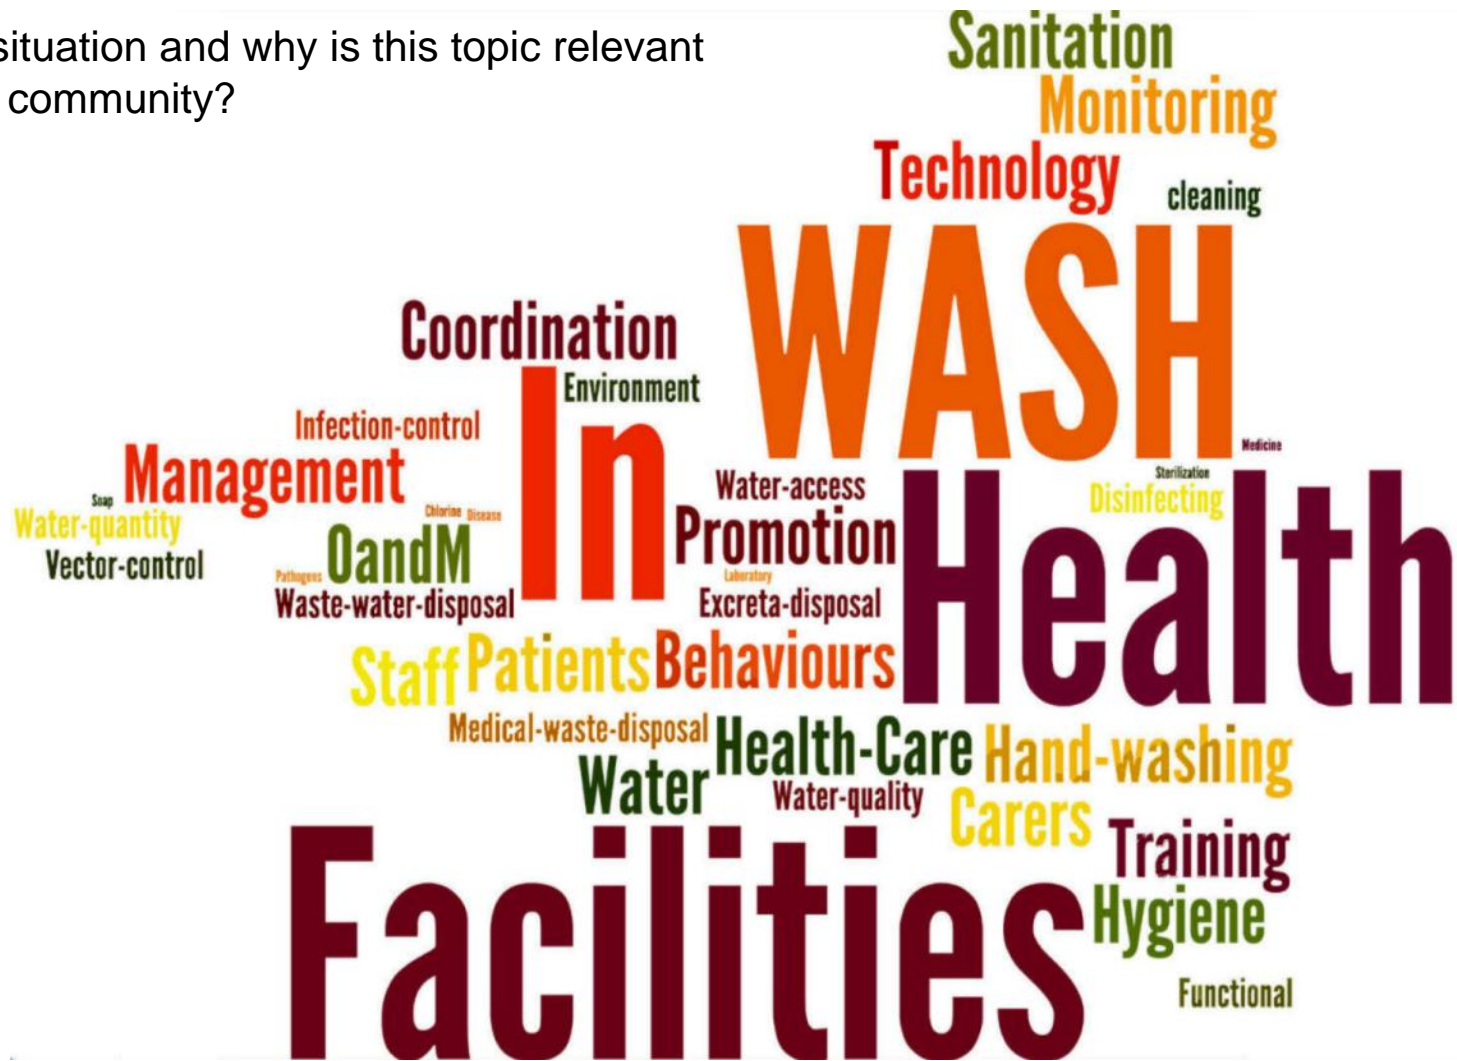 situation and why is this topic relevant
community?
Sanitation
Monitoring
Technology
cleaning
WASH
Coordination
Environment
In
Infection-control
Management
Medicine
Sterilization
Disinfecting
Water-access
Health
Soap
Water-quantity
Chlorine
Disease
Promotion
OandM
Vector-control
Pathogens
Laboratory
Waste-water-disposal
Excreta-disposal
Staff
Patients
Behaviours
Medical-waste-disposal
Health-Care
Hand-washing
Water
Water-quality
Carers
Training
Facilities
Hygiene
Functional